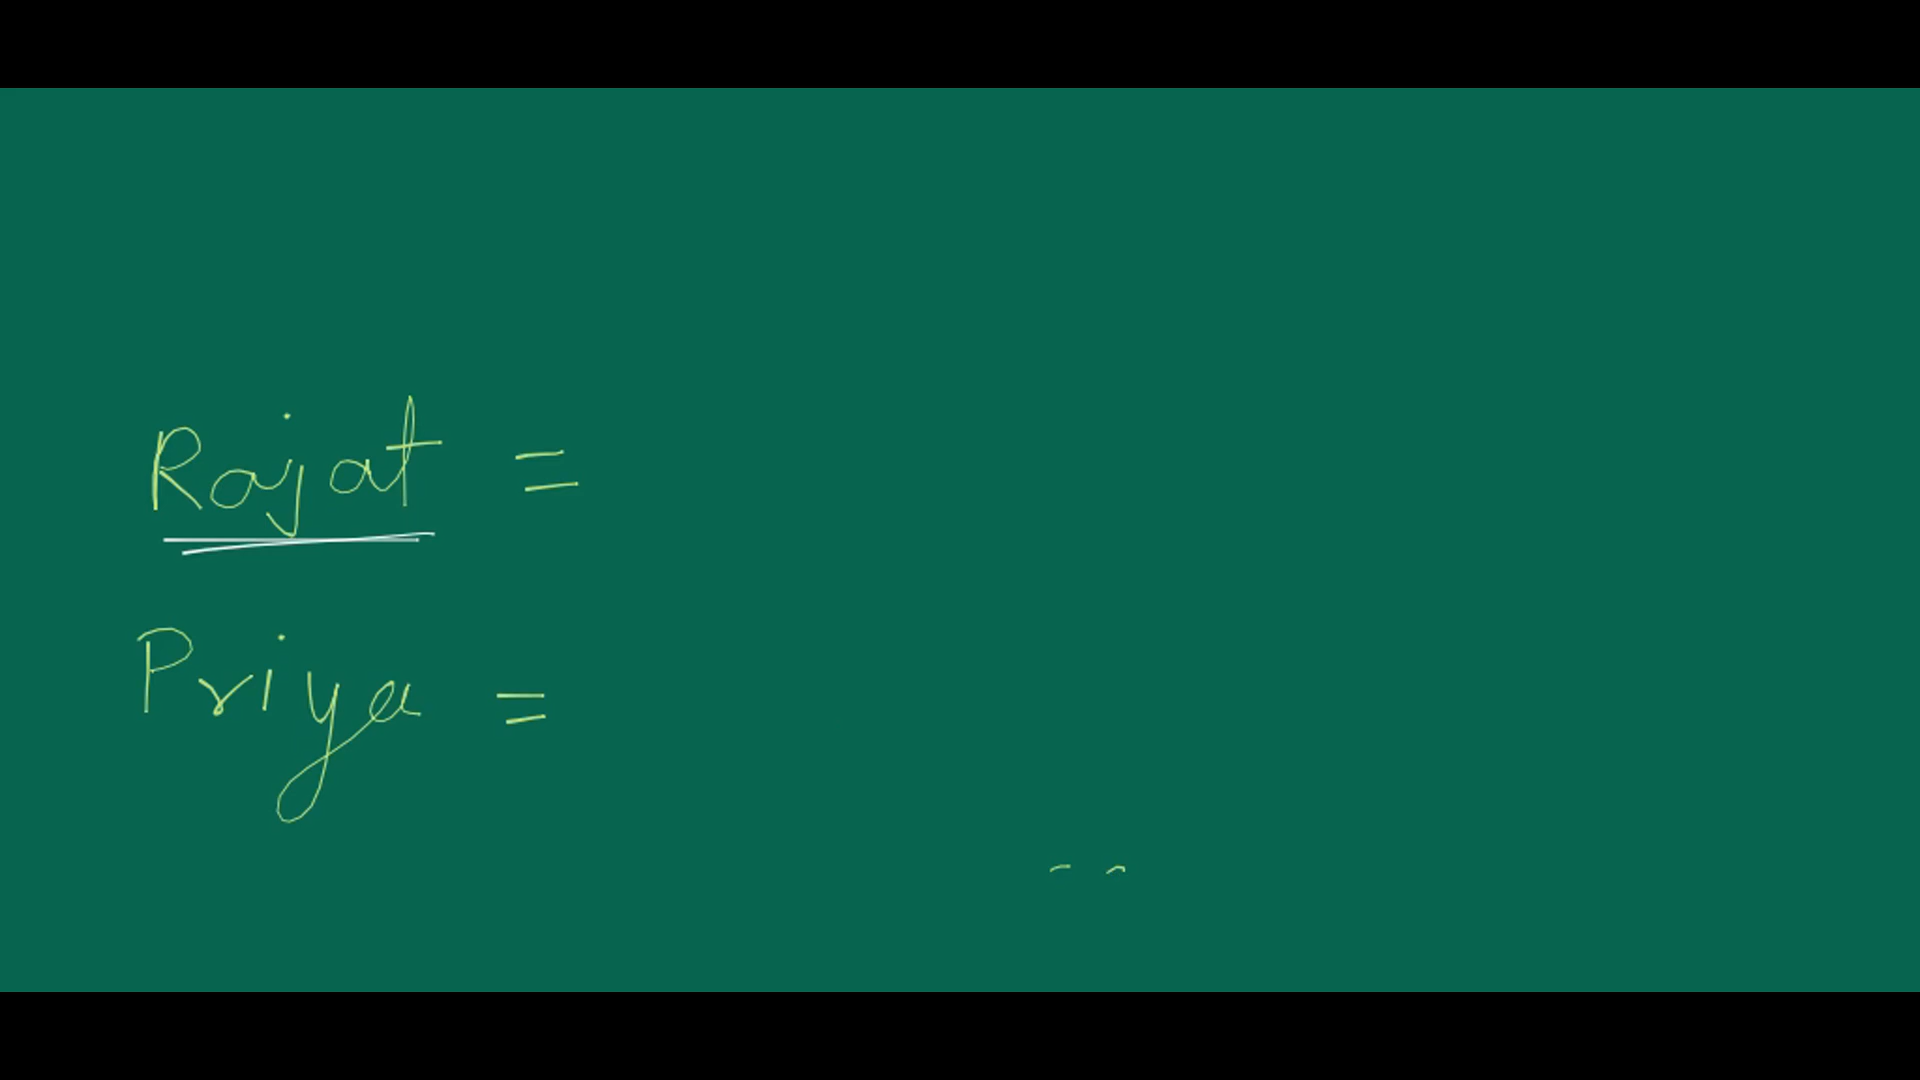 Rajat =
Priya =